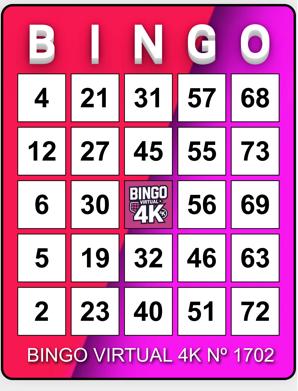 B I N G O
4 21 31 57 68
12 27 45 55 73
6 30 BINGO VIRTUAL 4K 56 69
5 19 32 46 63
2 23 40 51 72
BINGO VIRTUAL 4K Nº 1702